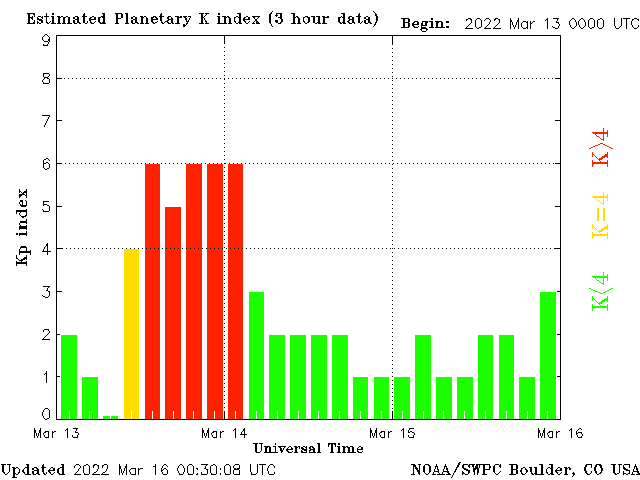 Estimated Planetary K index (3 hour data) Begin: 2022 Mar 13 0000 UTC
9
8
7
6
5
4
3
2
1
0
Kp index
Mar 13 Mar 14 Mar 15 Mar 16
Universal Time
K>4
K=4
K<4
Updated 2022 Mar 16 00:30:08 UTC NOAA/SWPC Boulder, CO USA